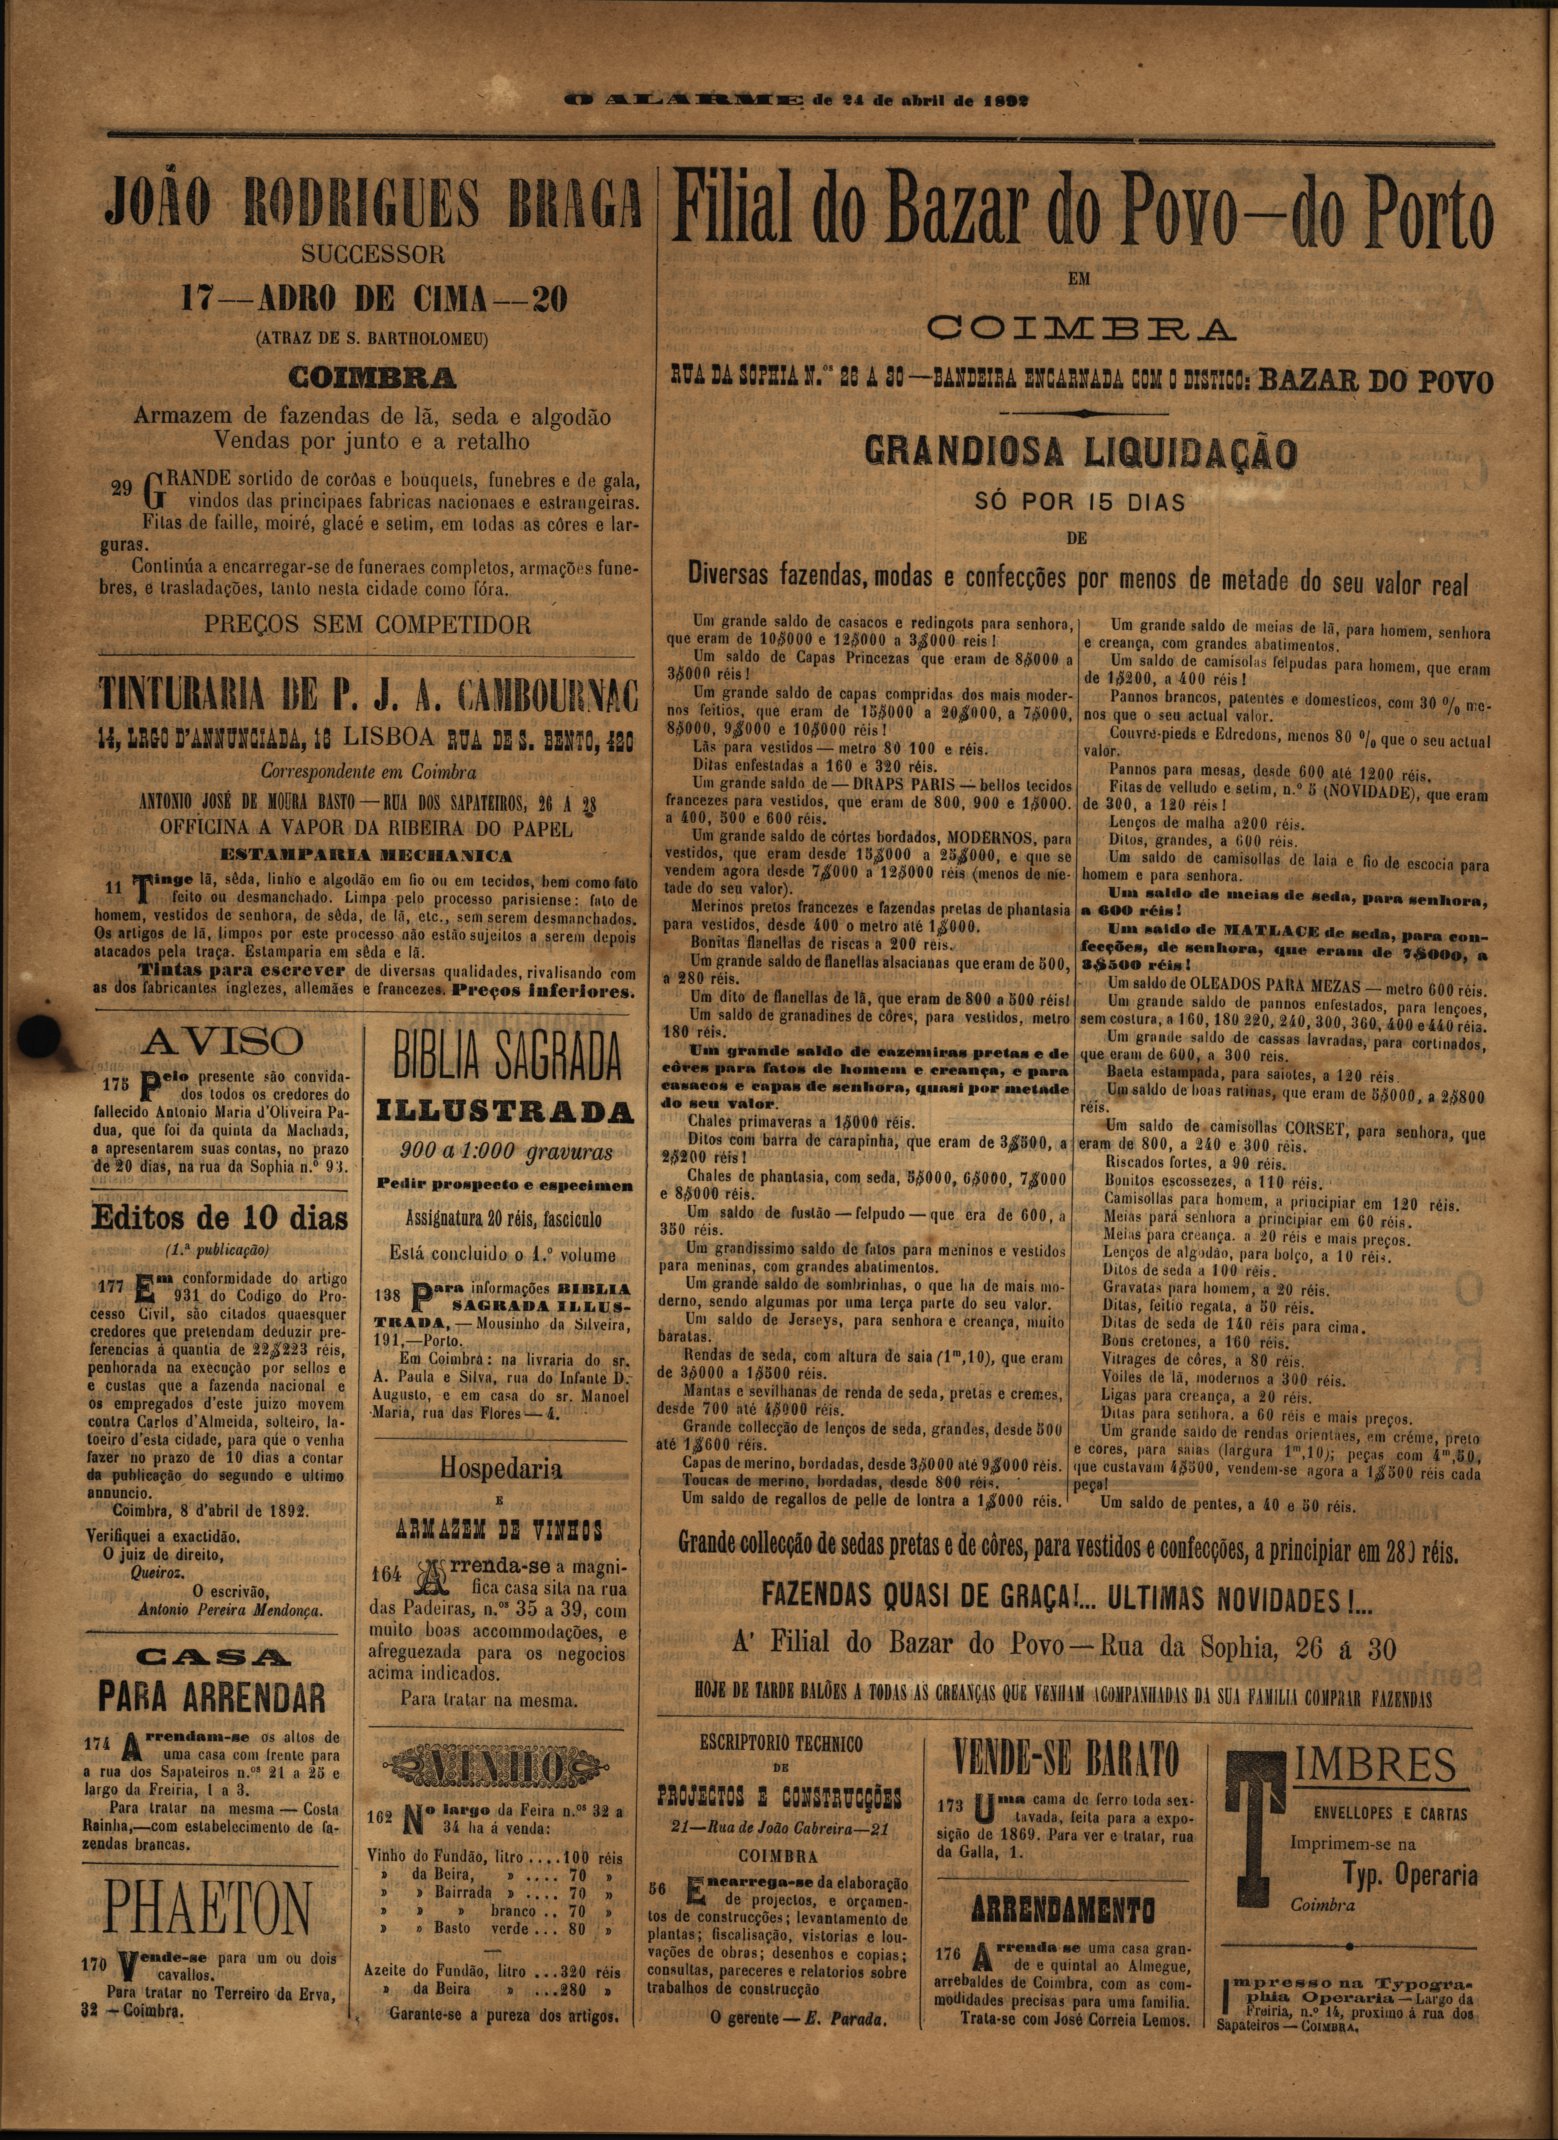 O ALARME de 24 de abril de 1892
JOÃO RODRIGUES BRAGA
SUCCESSOR
17—ADRO DE CIMA—20
(ATRAZ DE S. BARTHOLOMEU)
COIMBRA
Armazem de fazendas de lã, seda e algodão
Vendas por junto e a retalho
29 GRANDE sortido de corôas e bouquets, funebres e de gala,
vindos das principaes fabricas nacionaes e estrangeiras.
Fitas de faille, moiré, glacé e setim, em todas as côres e lar-
guras.
Continúa a encarregar-se de funeraes completos, armações fune-
bres, e trasladações, tanto nesta cidade como fóra.
PREÇOS SEM COMPETIDOR
TINTURARIA DE P. J. A. CAMBOURNAC
14, LRGO D'ANNUNCIADA, 16 LISBOA RUA DE S. BENTO, 420
Correspondente em Coimbra
ANTONIO JOSÉ DE MOURA BASTO—RUA DOS SAPATEIROS, 26 A 28
OFFICINA A VAPOR DA RIBEIRA DO PAPEL
ESTAMPARIA MECHANICA
11 Tinge lã, sêda, linho e algodão em fio ou em tecidos, bem como fato
feito ou desmanchado. Limpa pelo processo parisiense: fato de
homem, vestidos de senhora, de sêda, de lã, etc., sem serem desmanchados.
Os artigos de lã, limpos por este processo não estão sujeitos a serem depois
atacados pela traça. Estamparia em sêda e lã.
Tintas para escrever de diversas qualidades, rivalisando com
as dos fabricantes inglezes, allemães e francezes. Preços inferiores.
AVISO
175 Pelo presente são convida-
dos todos os credores do
fallecido Antonio Maria d'Oliveira Pa-
dua, que foi da quinta da Machada,
a apresentarem suas contas, no prazo
de 20 dias, na rua da Sophia n.º 93.
Editos de 10 dias
(1.ª publicação)
177 Em conformidade do artigo
931 do Codigo do Pro-
cesso Civil, são citados quaesquer
credores que pretendam deduzir pre-
ferencias á quantia de 22$223 réis,
penhorada na execução por sellos e
e custas que a fazenda nacional e
os empregados d'este juizo movem
contra Carlos d'Almeida, solteiro, la-
toeiro d'esta cidade, para que o venha
fazer no prazo de 10 dias a contar
da publicação do segundo e ultimo
annuncio.
Coimbra, 8 d'abril de 1892.
Verifiquei a exactidão.
O juiz de direito,
Queiroz.
O escrivão,
Antonio Pereira Mendonça.
CASA
PARA ARRENDAR
174 Arrendam-se os altos de
uma casa com frente para
a rua dos Sapateiros n.os 21 a 25 e
largo da Freiria, 1 a 3.
Para tratar na mesma — Costa
Rainha,—com estabelecimento de fa-
zendas brancas.
PHAETON
170 Vende-se para um ou dois
cavallos.
Para tratar no Terreiro da Erva,
32 — Coimbra.
BIBLIA SAGRADA
ILLUSTRADA
900 a 1:000 gravuras
Pedir prospecto e especimen
Assignatura 20 réis, fasciculo
Está concluido o 1.º volume
138 Para informações BIBLIA
SAGRADA ILLUS-
TRADA, — Mousinho da Silveira,
191,—Porto.
Em Coimbra: na livraria do sr.
A. Paula e Silva, rua do Infante D.
Augusto, e em casa do sr. Manoel
Maria, rua das Flores — 4.
Hospedaria
E
ARMAZEM DE VINHOS
164 Arrenda-se a magni-
fica casa sita na rua
das Padeiras, n.os 35 a 39, com
muito boas accommodações, e
afreguezada para os negocios
acima indicados.
Para tratar na mesma.
VINHO
162 No largo da Feira n.os 32 a
34 ha á venda:
Vinho do Fundão, litro .... 100 réis
» da Beira, » .... 70 »
» » Bairrada » .... 70 »
» » » branco .. 70 »
» » Basto verde ... 80 »
Azeite do Fundão, litro ... 320 réis
» da Beira » ... 280 »
Garante-se a pureza dos artigos.
Filial do Bazar do Povo—do Porto
EM
COIMBRA
RUA DA SOPHIA N.os 26 A 30—BANDEIRA ENCARNADA COM O DISTICO: BAZAR DO POVO
GRANDIOSA LIQUIDAÇÃO
SÓ POR 15 DIAS
DE
Diversas fazendas, modas e confecções por menos de metade do seu valor real
Um grande saldo de casacos e redingots para senhora,
que eram de 10$000 e 12$000 a 3$000 reis!
Um saldo de Capas Princezas que eram de 8$000 a
3$000 réis!
Um grande saldo de capas compridas dos mais moder-
nos feitios, que eram de 15$000 a 20$000, a 7$000,
8$000, 9$000 e 10$000 réis!
Lãs para vestidos — metro 80 100 e réis.
Ditas enfestadas a 160 e 320 réis.
Um grande saldo de — DRAPS PARIS — bellos tecidos
francezes para vestidos, que eram de 800, 900 e 1$000.
a 400, 500 e 600 réis.
Um grande saldo de córtes bordados, MODERNOS, para
vestidos, que eram desde 15$000 a 25$000, e que se
vendem agora desde 7$000 a 12$000 réis (menos de me-
tade do seu valor).
Merinos pretos francezes e fazendas pretas de phantasia
para vestidos, desde 400 o metro até 1$000.
Bonitas flanellas de riscas a 200 réis.
Um grande saldo de flanellas alsacianas que eram de 500,
a 280 réis.
Um dito de flanellas de lã, que eram de 800 a 500 réis!
Um saldo de granadines de côres, para vestidos, metro
180 réis.
Um grande saldo de cazemiras pretas e de
côres para fatos de homem e creança, e para
casacos e capas de senhora, quasi por metade
do seu valor.
Chales primaveras a 1$000 réis.
Ditos com barra de carapinha, que eram de 3$500, a
2$200 réis!
Chales de phantasia, com seda, 5$000, 6$000, 7$000
e 8$000 réis.
Um saldo de fustão — felpudo — que era de 600, a
350 réis.
Um grandissimo saldo de fatos para meninos e vestidos
para meninas, com grandes abatimentos.
Um grande saldo de sombrinhas, o que ha de mais mo-
derno, sendo algumas por uma terça parte do seu valor.
Um saldo de Jerseys, para senhora e creança, muito
baratas.
Rendas de seda, com altura de saia (1m,10), que eram
de 3$000 a 1$500 réis.
Mantas e sevilhanas de renda de seda, pretas e cremes,
desde 700 até 4$000 réis.
Grande collecção de lenços de seda, grandes, desde 500
até 1$600 réis.
Capas de merino, bordadas, desde 3$000 até 9$000 réis.
Toucas de merino, bordadas, desde 800 réis.
Um saldo de regallos de pelle de lontra a 1$000 réis.
Um grande saldo de meias de lã, para homem, senhora
e creança, com grandes abatimentos.
Um saldo de camisolas felpudas para homem, que eram
de 1$200, a 400 réis!
Pannos brancos, patentes e domesticos, com 30 % me-
nos que o seu actual valor.
Couvre-pieds e Edredons, menos 80 % que o seu actual
valor.
Pannos para mesas, desde 600 até 1200 réis.
Fitas de velludo e setim, n.º 5 (NOVIDADE), que eram
de 300, a 120 réis!
Lenços de malha a 200 réis.
Ditos, grandes, a 600 réis.
Um saldo de camisollas de laia e fio de escocia para
homem e para senhora.
Um saldo de meias de seda, para senhora,
a 600 réis!
Um saldo de MATLACE de seda, para con-
fecções, de senhora, que eram de 7$000, a
3$500 réis!
Um saldo de OLEADOS PARA MEZAS — metro 600 réis.
Um grande saldo de pannos enfestados, para lençoes,
sem costura, a 160, 180 220, 240, 300, 360, 400 e 440 réis.
Um grande saldo de cassas lavradas, para cortinados,
que eram de 600, a 300 reis.
Baeta estampada, para saiotes, a 120 réis.
Um saldo de boas ratinas, que eram de 5$000, a 2$800
réis.
Um saldo de camisollas CORSET, para senhora, que
eram de 800, a 240 e 300 réis.
Riscados fortes, a 90 réis.
Bonitos escossezes, a 110 réis.
Camisollas para homem, a principiar em 120 réis.
Meias para senhora a principiar em 60 réis.
Meias para creança. a 20 réis e mais preços.
Lenços de algodão, para bolço, a 10 réis.
Ditos de seda a 100 réis.
Gravatas para homem, a 20 réis.
Ditas, feitio regata, a 50 réis.
Ditas de seda de 140 réis para cima.
Bons cretones, a 160 réis.
Vitrages de côres, a 80 réis.
Voiles de lã, modernos a 300 réis.
Ligas para creança, a 20 réis.
Ditas para senhora. a 60 réis e mais preços.
Um grande saldo de rendas orientaes, em créme, preto
e cores, para saias (largura 1m,10); peças com 4m,50,
que custavam 4$500, vendem-se agora a 1$500 réis cada
peça!
Um saldo de pentes, a 40 e 50 réis.
Grande collecção de sedas pretas e de côres, para vestidos e confecções, a principiar em 280 réis.
FAZENDAS QUASI DE GRAÇA!... ULTIMAS NOVIDADES!...
A' Filial do Bazar do Povo—Rua da Sophia, 26 á 30
HOJE DE TARDE BALÕES A TODAS AS CREANÇAS QUE VENHAM ACOMPANHADAS DA SUA FAMILIA COMPRAR FAZENDAS
ESCRIPTORIO TECHNICO
DE
PROJECTOS E CONSTRUCÇÕES
21—Rua de João Cabreira—21
COIMBRA
56 Encarrega-se da elaboração
de projectos, e orçamen-
tos de construcções; levantamento de
plantas; fiscalisação, vistorias e lou-
vações de obras; desenhos e copias;
consultas, pareceres e relatorios sobre
trabalhos de construcção
O gerente — E. Parada.
VENDE-SE BARATO
173 Uma cama de ferro toda sex-
tavada, feita para a expo-
sição de 1869. Para ver e tratar, rua
da Galla, 1.
ARRENDAMENTO
176 Arrenda se uma casa gran-
de e quintal ao Almegue,
arrebaldes de Coimbra, com as com-
modidades precisas para uma familia.
Trata-se com José Correia Lemos.
TIMBRES
ENVELLOPES E CARTAS
Imprimem-se na
Typ. Operaria
Coimbra
Impresso na Typogra-
phia Operaria — Largo da
Freiria, n.º 14, proximo á rua dos
Sapateiros — COIMBRA.